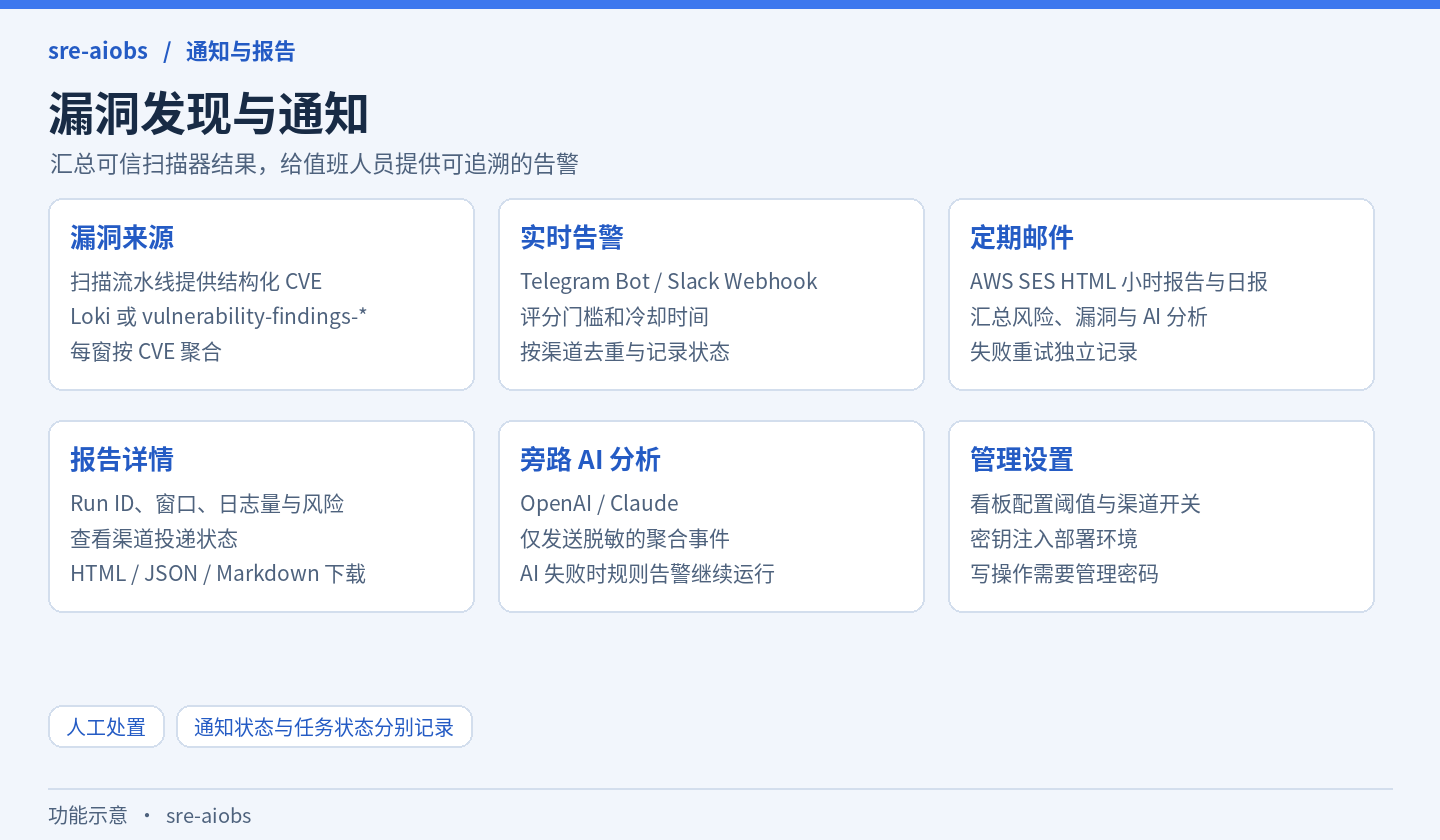 sre-aiobs / 通知与报告
漏洞发现与通知
汇总可信扫描器结果，给值班人员提供可追溯的告警
漏洞来源
扫描流水线提供结构化 CVE
Loki 或 vulnerability-findings-*
每窗按 CVE 聚合
实时告警
Telegram Bot / Slack Webhook
评分门槛和冷却时间
按渠道去重与记录状态
定期邮件
AWS SES HTML 小时报告与日报
汇总风险、漏洞与 AI 分析
失败重试独立记录
报告详情
Run ID、窗口、日志量与风险
查看渠道投递状态
HTML / JSON / Markdown 下载
旁路 AI 分析
OpenAI / Claude
仅发送脱敏的聚合事件
AI 失败时规则告警继续运行
管理设置
看板配置阈值与渠道开关
密钥注入部署环境
写操作需要管理密码
人工处置
通知状态与任务状态分别记录
功能示意 · sre-aiobs